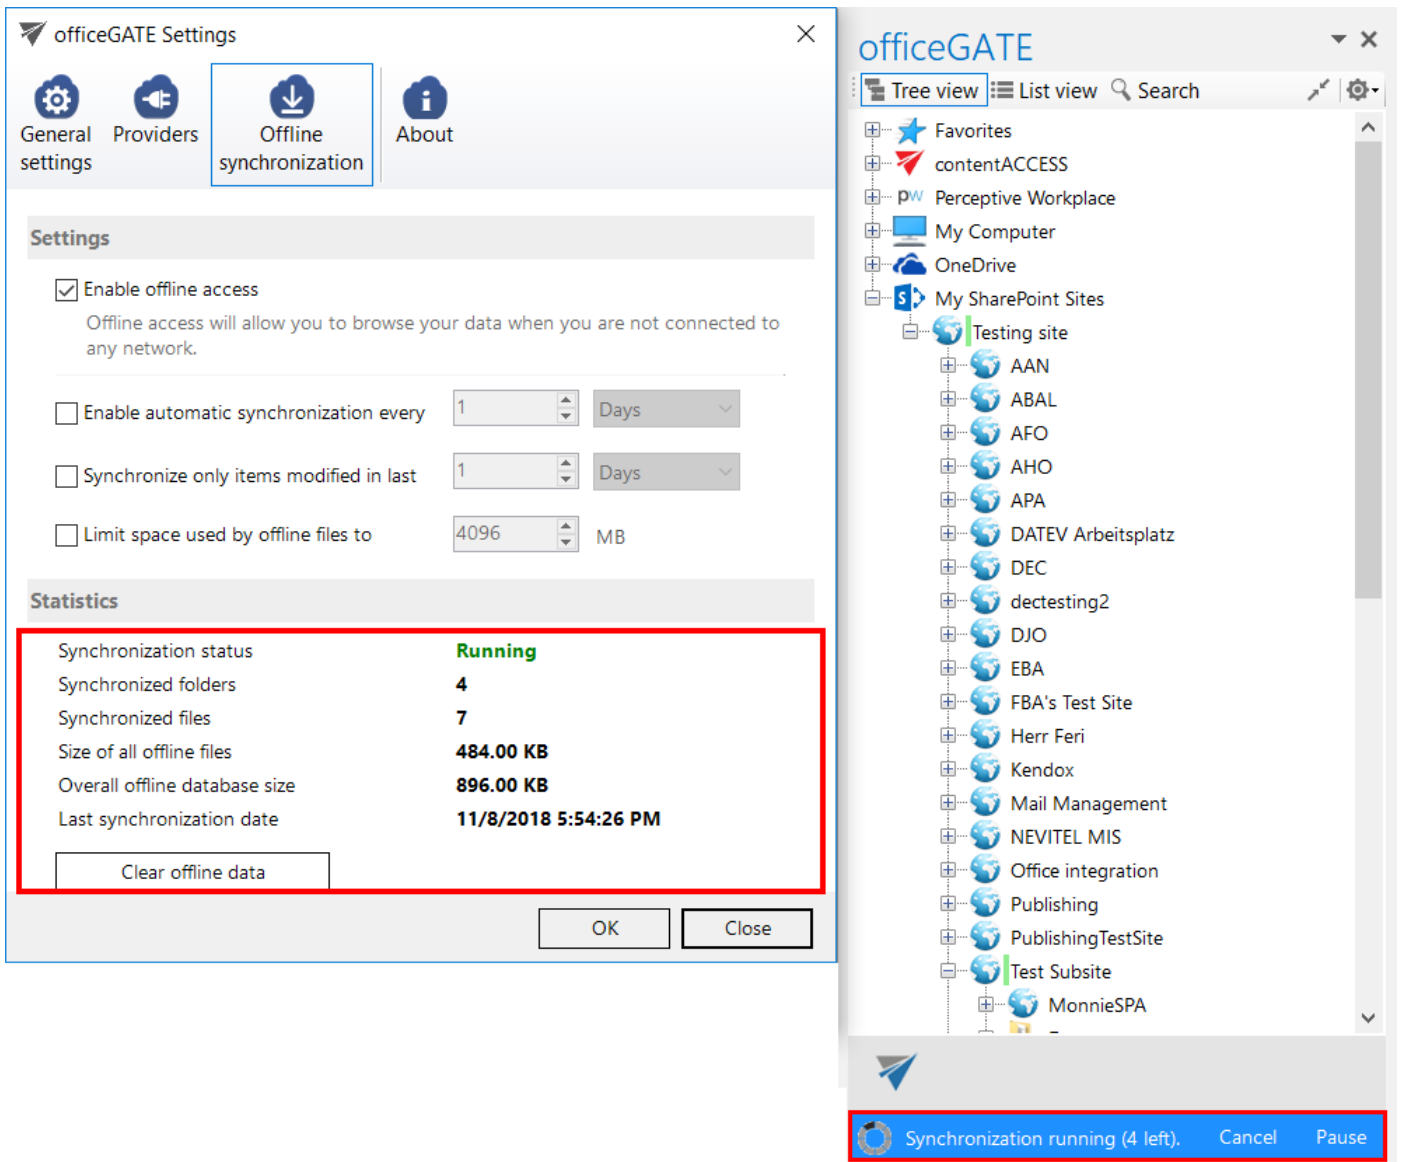 officeGATE Settings
General
settings
Providers
Offline
synchronization
About
Settings
Enable offline access
Offline access will allow you to browse your data when you are not connected to
any network.
Enable automatic synchronization every 1 Days
Synchronize only items modified in last 1 Days
Limit space used by offline files to 4096 MB
Statistics
Synchronization status Running
Synchronized folders 4
Synchronized files 7
Size of all offline files 484.00 KB
Overall offline database size 896.00 KB
Last synchronization date 11/8/2018 5:54:26 PM
Clear offline data
OK Close
officeGATE
Tree view List view Search
Favorites
contentACCESS
pw Perceptive Workplace
My Computer
OneDrive
S My SharePoint Sites
Testing site
AAN
ABAL
AFO
AHO
APA
DATEV Arbeitsplatz
DEC
dectesting2
DJO
EBA
FBA's Test Site
Herr Feri
Kendox
Mail Management
NEVITEL MIS
Office integration
Publishing
PublishingTestSite
Test Subsite
MonnieSPA
Synchronization running (4 left). Cancel Pause